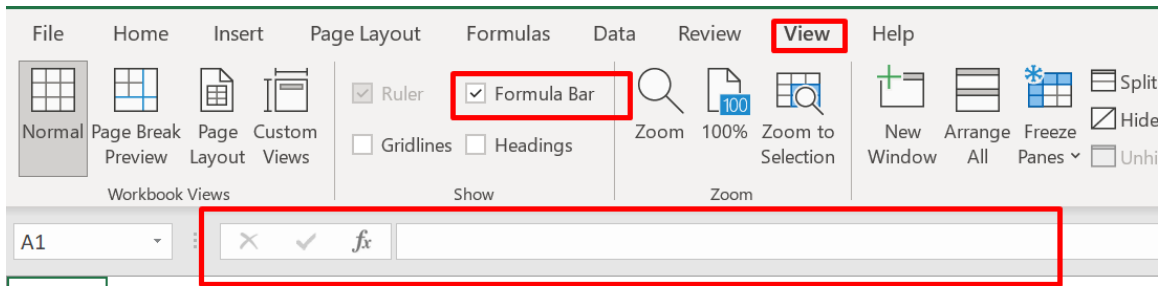 File Home Insert Page Layout Formulas Data Review View Help
Ruler Formula Bar
Gridlines Headings
Normal Page Break Preview Page Layout Custom Views
Workbook Views
Show
Zoom 100% Zoom to Selection
100
Zoom
New Window Arrange All Freeze Panes
Split
Hide
Unhi
A1
fx